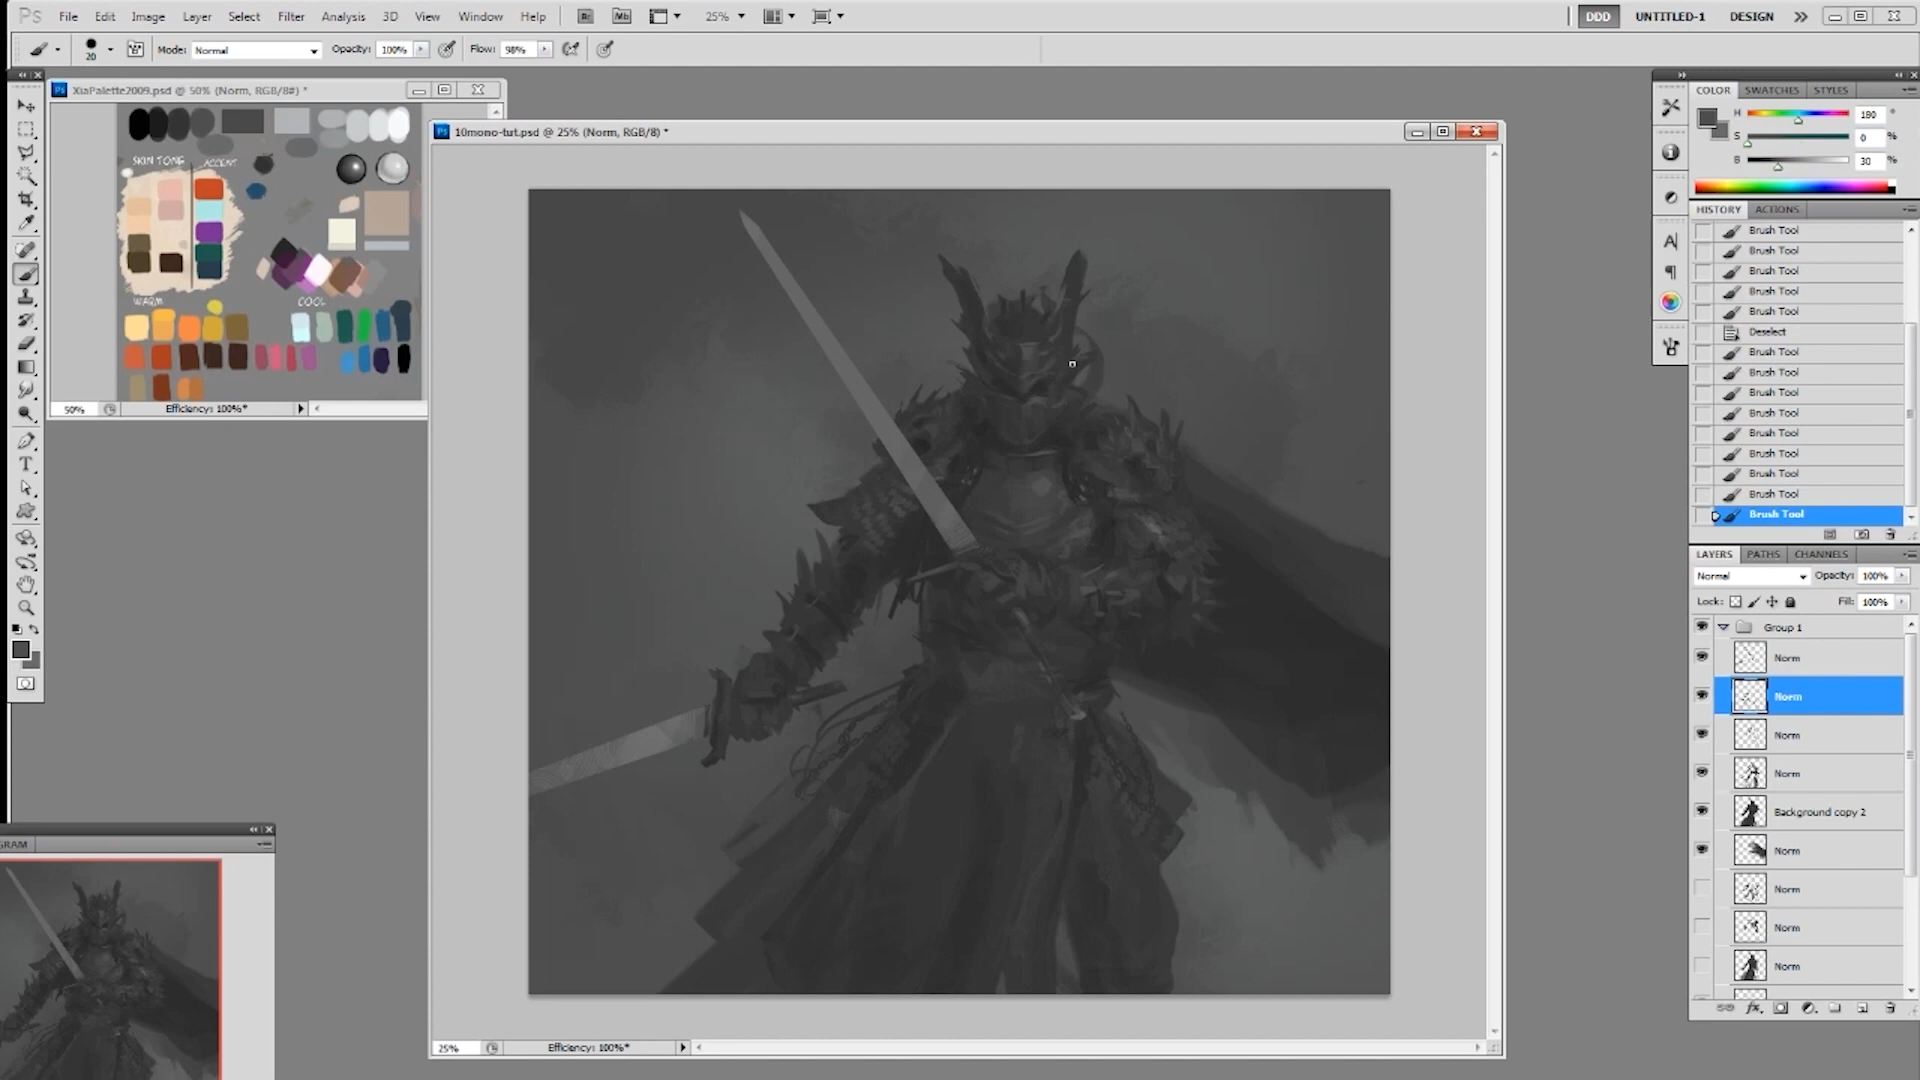 Ps File Edit Image Layer Select Filter Analysis 3D View Window Help Br Mb 25% DDD UNTITLED-1 DESIGN
20 Mode: Normal Opacity: 100% Flow: 98%
XiaPalette2009.psd @ 50% (Norm, RGB/8#) *
SKIN TONE ACCENT
WARM COOL
50% Efficiency: 100%*
10mono-tut.psd @ 25% (Norm, RGB/8) *
25% Efficiency: 100%*
GRAM
COLOR SWATCHES STYLES
H 180 °
S 0 %
B 30 %
HISTORY ACTIONS
Brush Tool
Brush Tool
Brush Tool
Brush Tool
Brush Tool
Deselect
Brush Tool
Brush Tool
Brush Tool
Brush Tool
Brush Tool
Brush Tool
Brush Tool
Brush Tool
Brush Tool
LAYERS PATHS CHANNELS
Normal Opacity: 100%
Lock: Fill: 100%
Group 1
Norm
Norm
Norm
Norm
Background copy 2
Norm
Norm
Norm
Norm